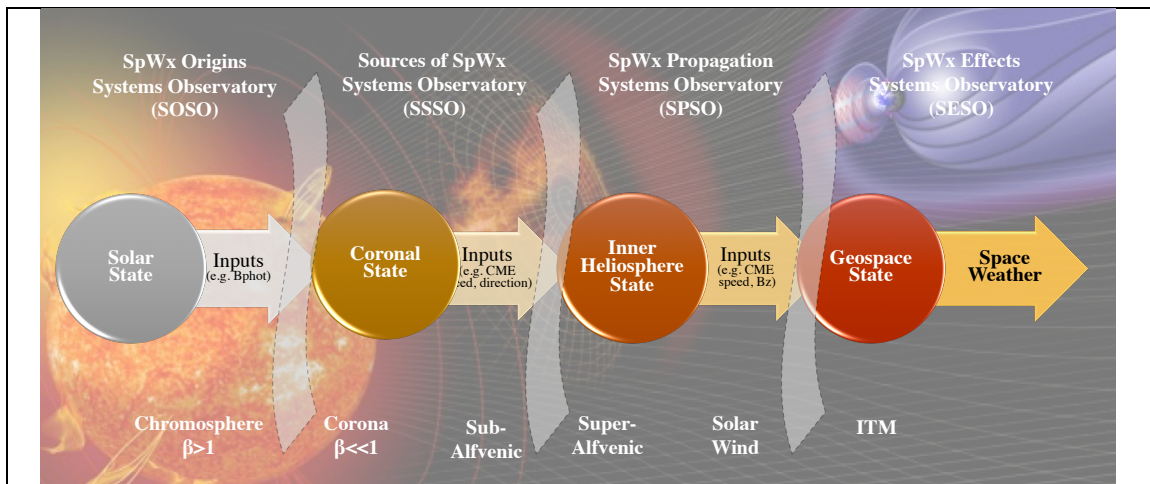 SpWx Origins
Systems Observatory
(SOSO)
Sources of SpWx
Systems Observatory
(SSSO)
SpWx Propagation
Systems Observatory
(SPSO)
SpWx Effects
Systems Observatory
(SESO)
Solar
State
Inputs
(e.g. Bphot)
Coronal
State
Inputs
(e.g. CME
eed, direction)
Inner
Heliosphere
State
Inputs
(e.g. CME
speed, Bz)
Geospace
State
Space
Weather
Chromosphere
β>1
Corona
β<<1
Sub-
Alfvenic
Super-
Alfvenic
Solar
Wind
ITM